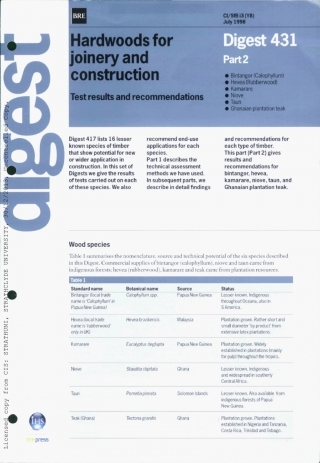 BRE
CI/SfB i3 (Y8)
July 1998
Hardwoods for
joinery and
construction
Test results and recommendations
Digest 431
Part 2
Bintangor (Calophyllum)
Hevea (Rubberwood)
Kamarere
Niove
Taun
Ghanaian plantation teak
digest
Digest 417 lists 16 lesser
known species of timber
that show potential for new
or wider application in
construction. In this set of
Digests we give the results
of tests carried out on each
of these species. We also
recommend end-use
applications for each
species.
Part 1 describes the
technical assessment
methods we have used.
In subsequent parts, we
describe in detail findings
and recommendations for
each type of timber.
This part (Part 2) gives
results and
recommendations for
bintangor, hevea,
kamarere, niove, taun, and
Ghanaian plantation teak.
Wood species
Table 1 summarises the nomenclature, source and technical potential of the six species described
in this Digest. Commercial supplies of bintangor (calophyllum), niove and taun come from
indigenous forests; hevea (rubberwood), kamarere and teak come from plantation resources.
Table 1
Standard name Botanical name Source Status
Bintangor (local trade Calophyllum spp. Papua New Guinea Lesser known. Indigenous
name is 'Calophyllum' in throughout Oceania, also in
Papua New Guinea) S America.
Hevea (local trade Hevea brasiliensis Malaysia Plantation grown. Rather short and
name is 'rubberwood' small diameter 'by product' from
only in UK) extensive latex plantations.
Kamarere Eucalyptus deglupta Papua New Guinea Plantation grown. Widely
established in plantations (mainly
for pulp) throughout the tropics.
Niove Staudtia stipitata Ghana Lesser known. Indigenous
and widespread in southerly
Central Africa.
Taun Pometia pinnata Solomon Islands Lesser known. Also available from
indigenous forests of Papua
New Guinea.
Teak (Ghana) Tectona grandis Ghana Plantation grown. Plantations
established in Nigeria and Tanzania,
Costa Rica, Trinidad and Tobago.
Licensed copy from CIS: STRATHUNI, STRATHCLYDE UNIVERSITY,
IHS
bre press